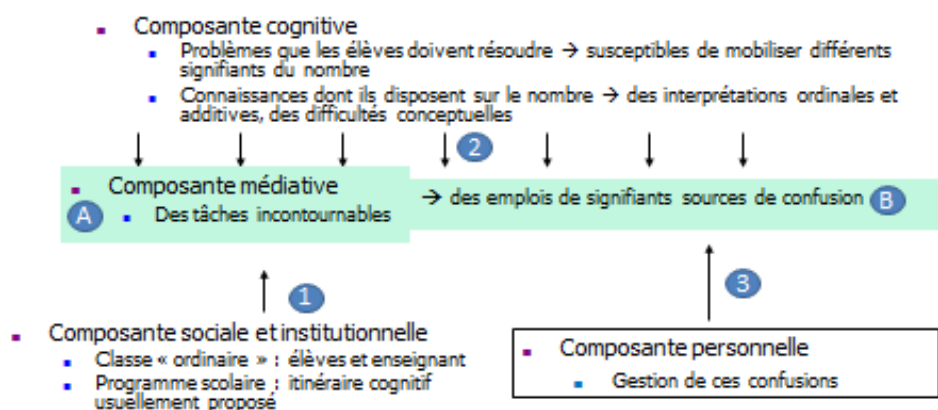 Composante cognitive
Problèmes que les élèves doivent résoudre → susceptibles de mobiliser différents
signifiants du nombre
Connaissances dont ils disposent sur le nombre → des interprétations ordinales et
additives, des difficultés conceptuelles
2
Composante médiative
→ des emplois de signifiants sources de confusion
B
A
Des tâches incontournables
1
3
Composante sociale et institutionnelle
Classe « ordinaire » : élèves et enseignant
Programme scolaire : itinéraire cognitif
usuellement proposé
Composante personnelle
Gestion de ces confusions